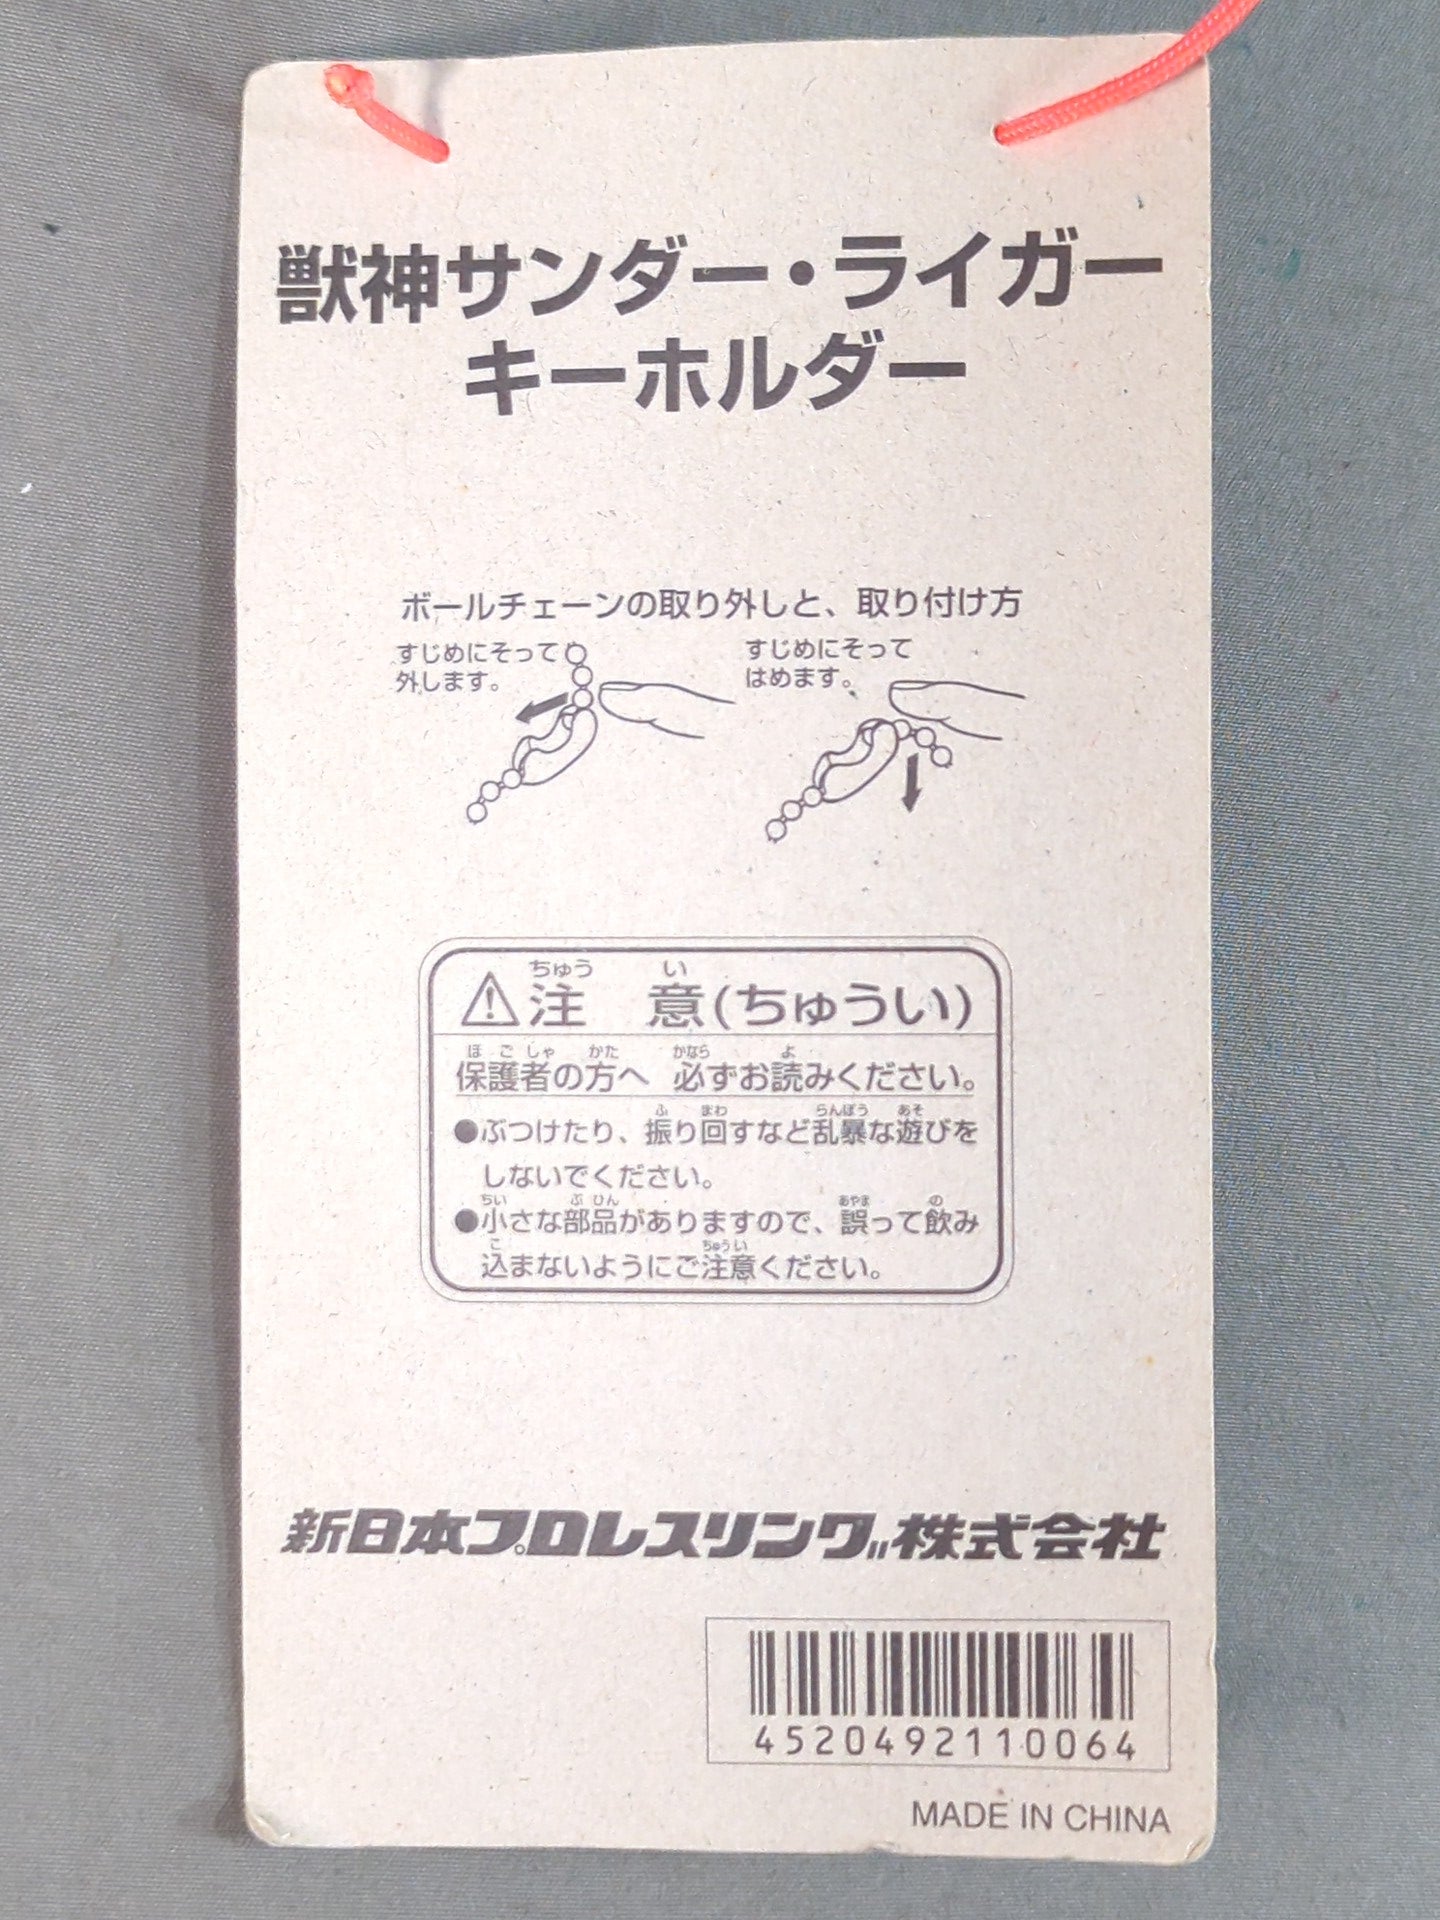 獣神サンダー・ライガー
キーホルダー
ボールチェーンの取り外しと、取り付け方
すじめにそって
外します。
すじめにそって
はめます。
ちゅう い
⚠注 意(ちゅうい)
ほ ご しゃ かた かなら よ
保護者の方へ 必ずお読みください。
ふ まわ らんぼう あそ
●ぶつけたり、振り回すなど乱暴な遊びを
しないでください。
ちい ぶ ひん あやま の
●小さな部品がありますので、誤って飲み
こ ちゅうい
込まないようにご注意ください。
新日本プロレスリング株式会社
4520492110064
MADE IN CHINA